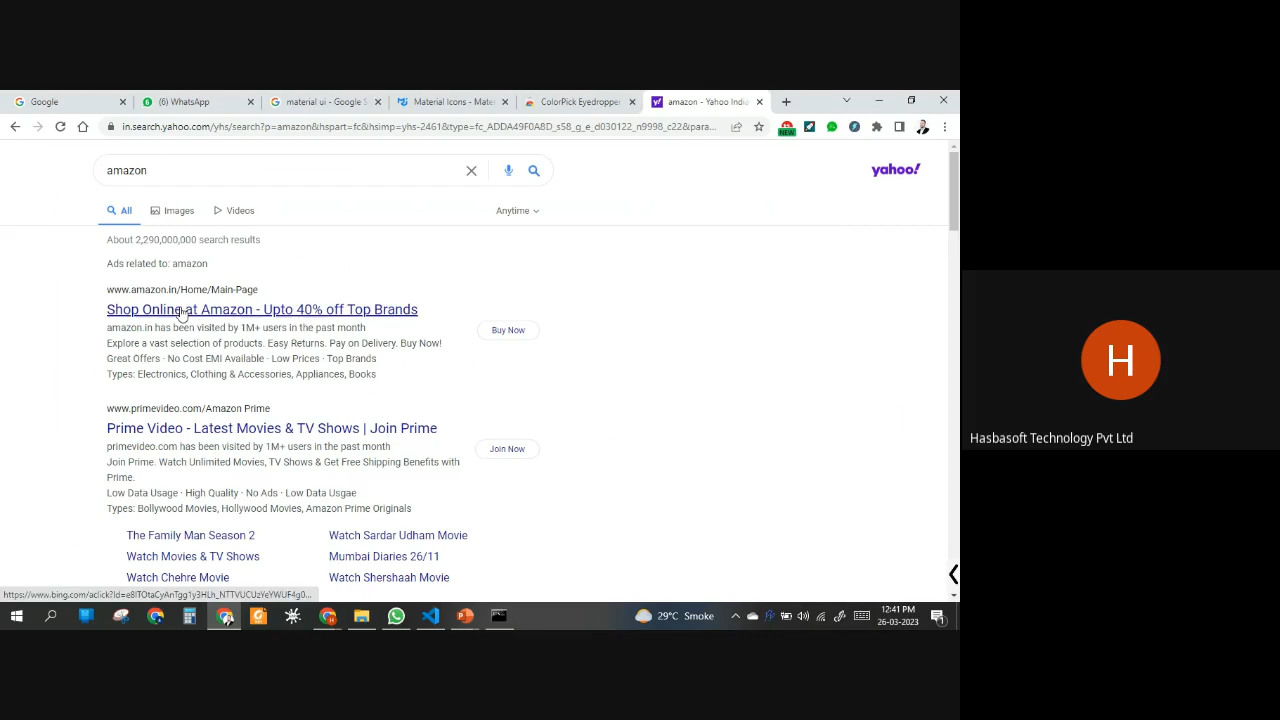 Google
(6) WhatsApp
material ui - Google S
Material Icons - Mate
ColorPick Eyedropper
amazon - Yahoo India
in.search.yahoo.com/yhs/search?p=amazon&hspart=fc&hsimp=yhs-2461&type=fc_ADDA49F0A8D_s58_g_e_d030122_n9998_c22&para...
NEW
amazon
yahoo!
All
Images
Videos
Anytime
About 2,290,000,000 search results
Ads related to: amazon
www.amazon.in/Home/Main-Page
Shop Online at Amazon - Upto 40% off Top Brands
amazon.in has been visited by 1M+ users in the past month
Buy Now
Explore a vast selection of products. Easy Returns. Pay on Delivery. Buy Now!
Great Offers · No Cost EMI Available · Low Prices · Top Brands
Types: Electronics, Clothing & Accessories, Appliances, Books
www.primevideo.com/Amazon Prime
Prime Video - Latest Movies & TV Shows | Join Prime
primevideo.com has been visited by 1M+ users in the past month
Join Now
Join Prime. Watch Unlimited Movies, TV Shows & Get Free Shipping Benefits with
Prime.
Low Data Usage · High Quality · No Ads · Low Data Usgae
Types: Bollywood Movies, Hollywood Movies, Amazon Prime Originals
The Family Man Season 2
Watch Sardar Udham Movie
Watch Movies & TV Shows
Mumbai Diaries 26/11
Watch Chehre Movie
Watch Shershaah Movie
29°C Smoke
12:41 PM
26-03-2023
1
H
Hasbasoft Technology Pvt Ltd